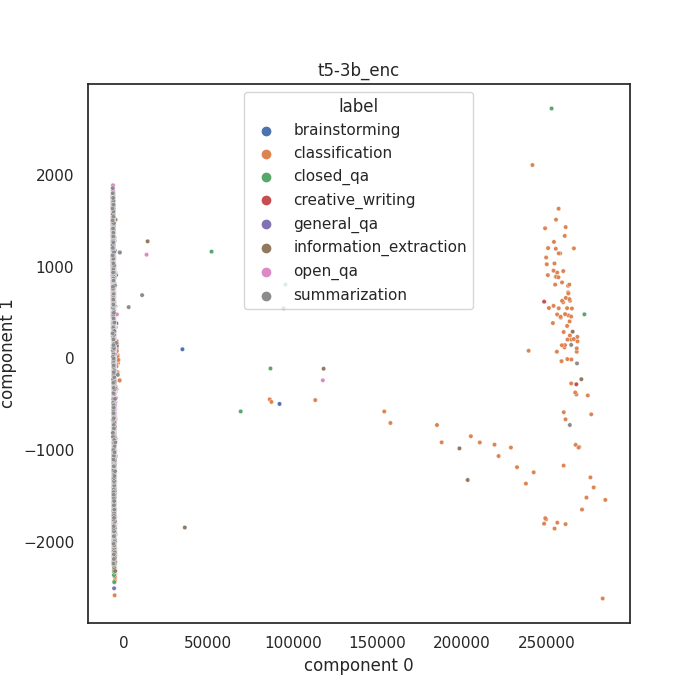 t5-3b_enc
label
brainstorming
classification
closed_qa
creative_writing
general_qa
information_extraction
open_qa
summarization
component 1
2000
1000
0
−1000
−2000
0
50000
100000
150000
200000
250000
component 0